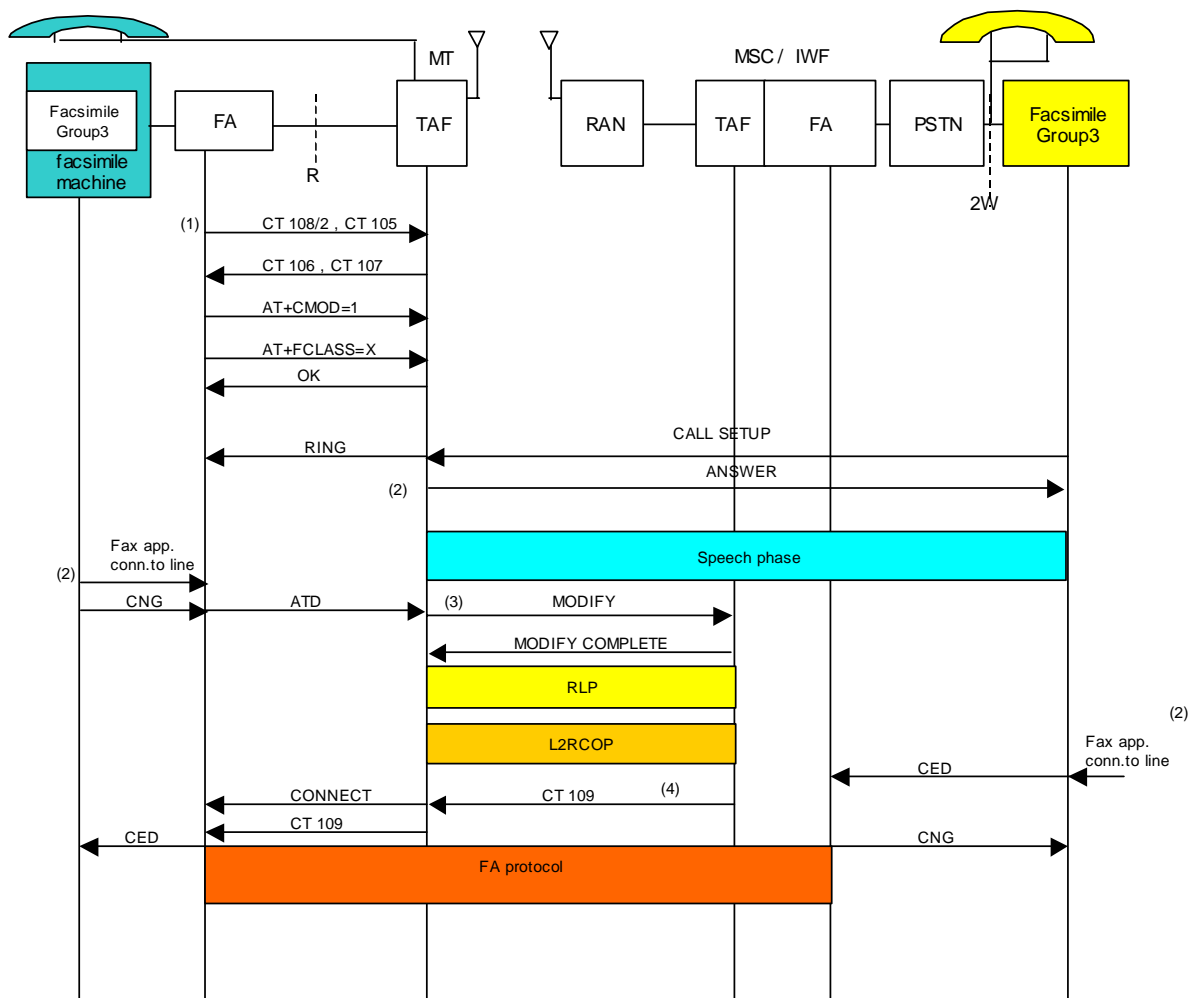 MT
MSC / IWF
Facsimile
Group3
facsimile
machine
FA
R
TAF
RAN
TAF
FA
PSTN
2W
Facsimile
Group3
(1)
CT 108/2 , CT 105
CT 106 , CT 107
AT+CMOD=1
AT+FCLASS=X
OK
CALL SETUP
RING
ANSWER
(2)
Speech phase
Fax app.
conn.to line
(2)
CNG
ATD
(3)
MODIFY
MODIFY COMPLETE
RLP
(2)
L2RCOP
Fax app.
conn.to line
CED
CONNECT
CT 109
(4)
CT 109
CED
CNG
FA protocol